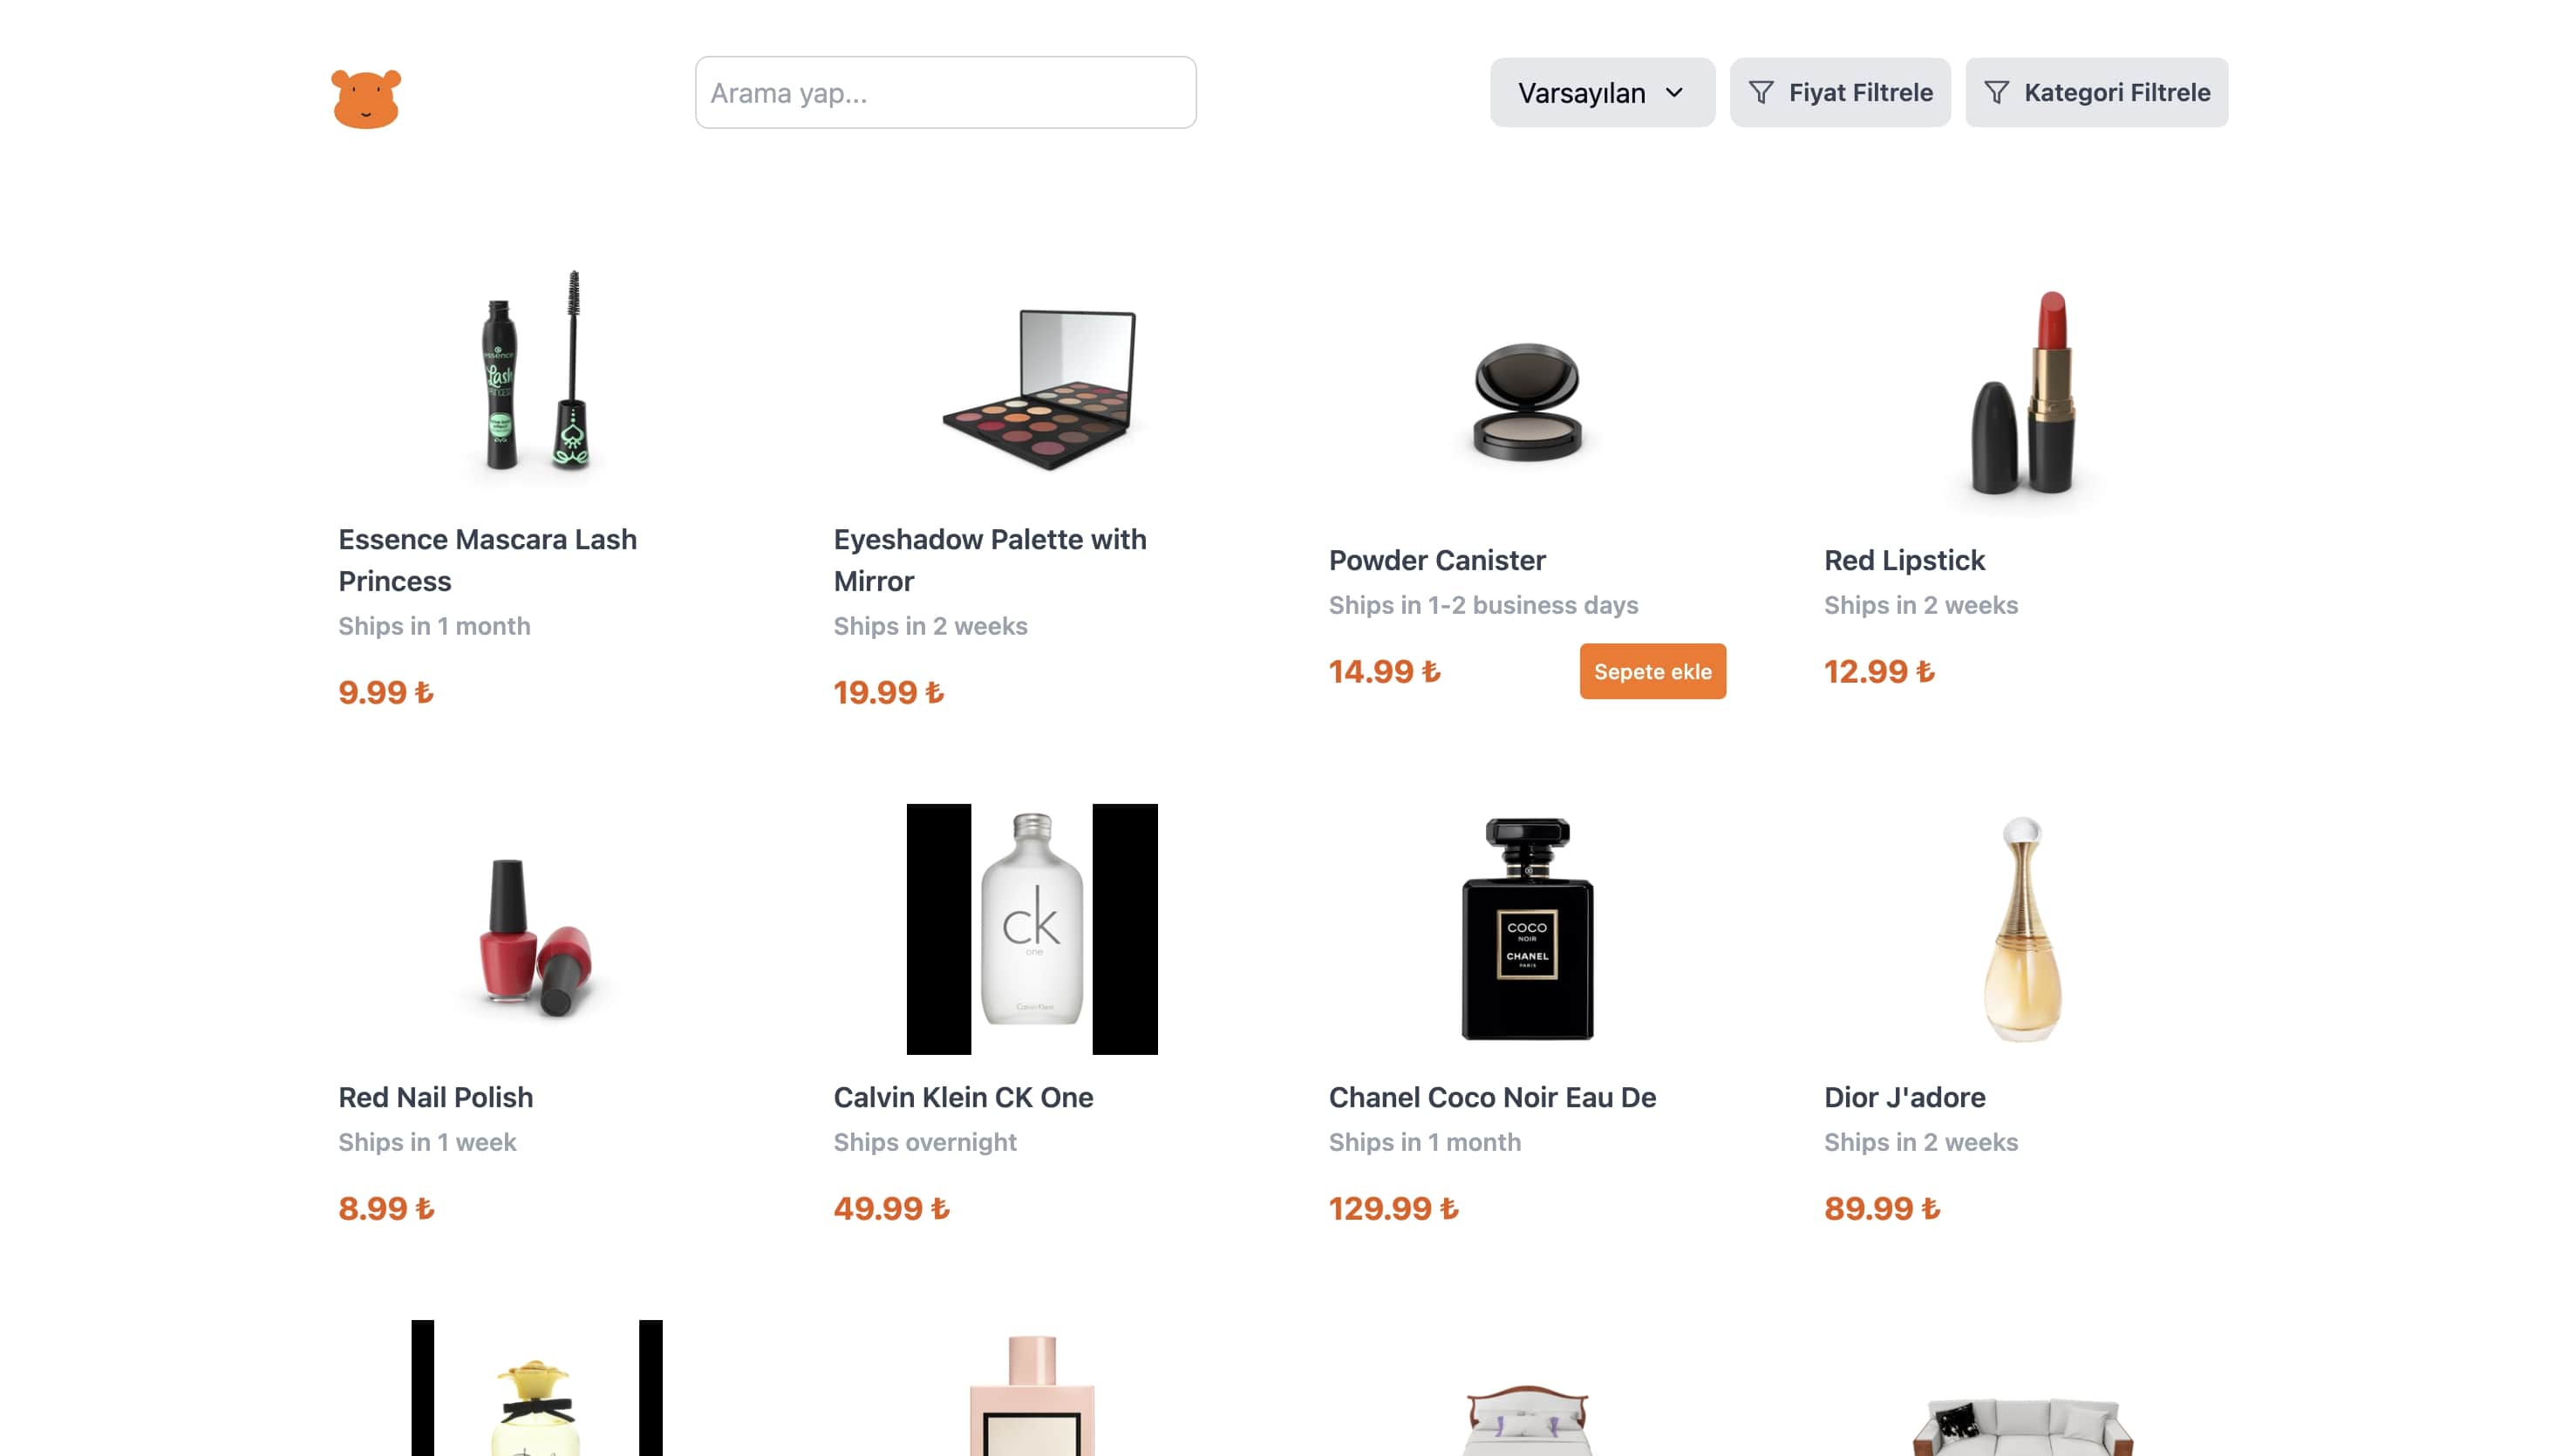 Arama yap...
Varsayılan
Fiyat Filtrele
Kategori Filtrele
essence
Lash
Essence Mascara Lash
Princess
Ships in 1 month
9.99 ₺
Eyeshadow Palette with
Mirror
Ships in 2 weeks
19.99 ₺
Powder Canister
Ships in 1-2 business days
14.99 ₺
Sepete ekle
Red Lipstick
Ships in 2 weeks
12.99 ₺
ck
one
Calvin Klein
COCO
NOIR
CHANEL
PARIS
Red Nail Polish
Ships in 1 week
8.99 ₺
Calvin Klein CK One
Ships overnight
49.99 ₺
Chanel Coco Noir Eau De
Ships in 1 month
129.99 ₺
Dior J'adore
Ships in 2 weeks
89.99 ₺